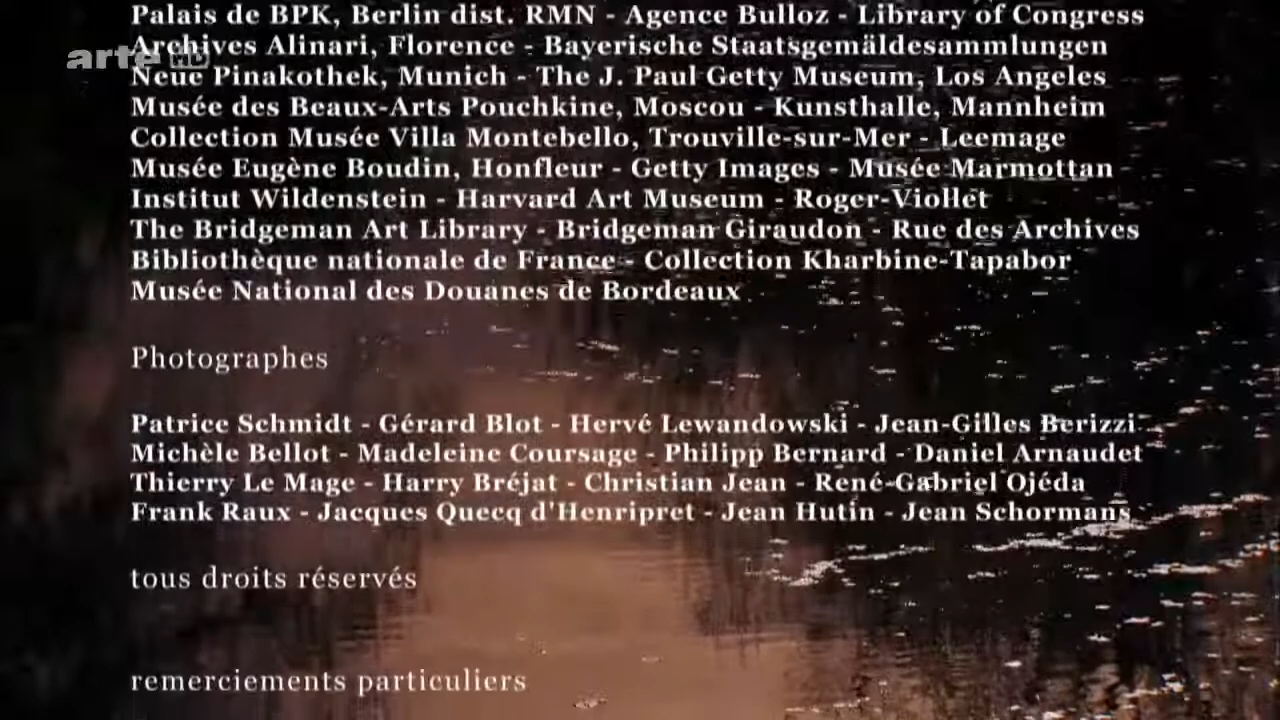 Palais de BPK, Berlin dist. RMN - Agence Bulloz - Library of Congress
arte HD
Archives Alinari, Florence - Bayerische Staatsgemäldesammlungen
Neue Pinakothek, Munich - The J. Paul Getty Museum, Los Angeles
Musée des Beaux-Arts Pouchkine, Moscou - Kunsthalle, Mannheim
Collection Musée Villa Montebello, Trouville-sur-Mer - Leemage
Musée Eugène Boudin, Honfleur - Getty Images - Musée Marmottan
Institut Wildenstein - Harvard Art Museum - Roger-Viollet
The Bridgeman Art Library - Bridgeman Giraudon - Rue des Archives
Bibliothèque nationale de France - Collection Kharbine-Tapabor
Musée National des Douanes de Bordeaux
Photographes
Patrice Schmidt - Gérard Blot - Hervé Lewandowski - Jean-Gilles Berizzi
Michèle Bellot - Madeleine Coursage - Philipp Bernard - Daniel Arnaudet
Thierry Le Mage - Harry Bréjat - Christian Jean - René-Gabriel Ojéda
Frank Raux - Jacques Quecq d'Henripret - Jean Hutin - Jean Schormans
tous droits réservés
remerciements particuliers